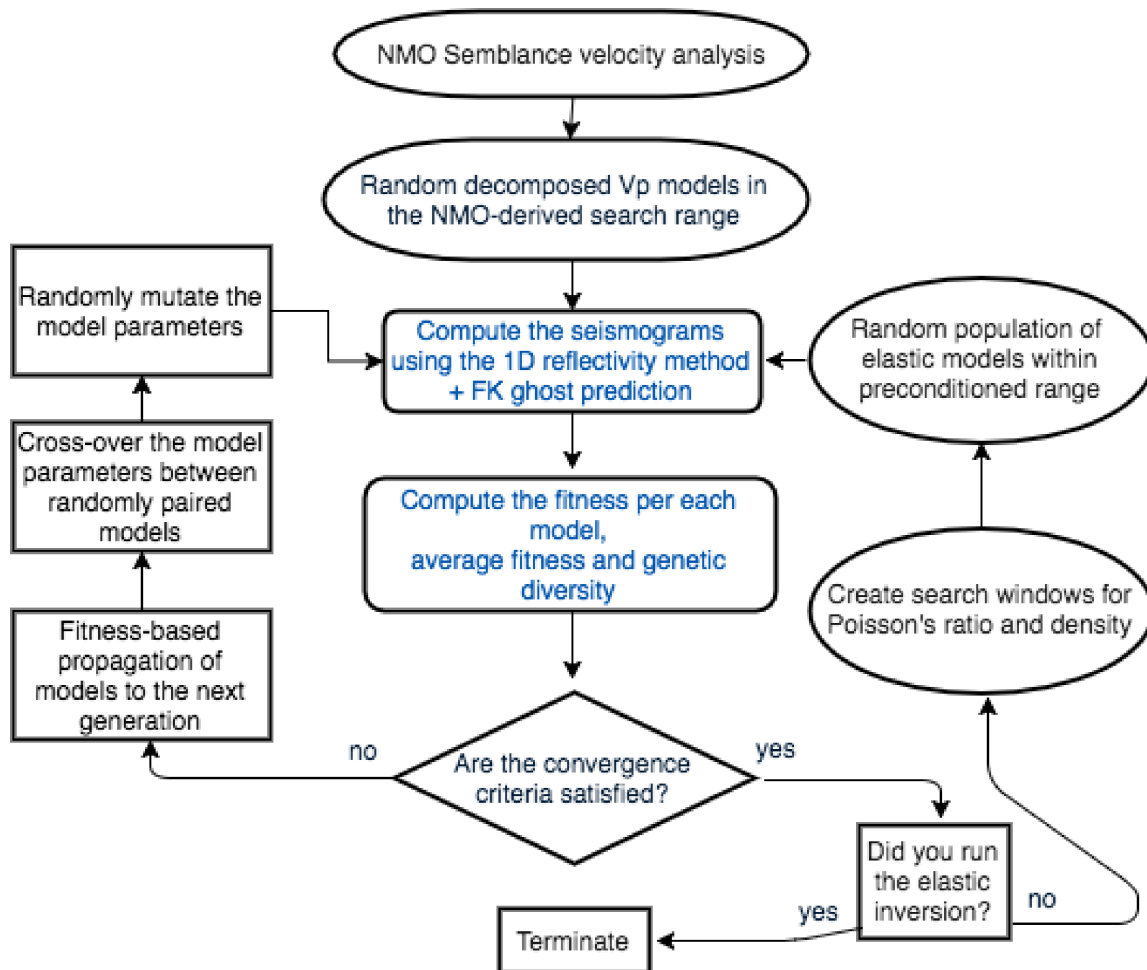 NMO Semblance velocity analysis
Random decomposed Vp models in
the NMO-derived search range
Randomly mutate the
model parameters
Compute the seismograms
using the 1D reflectivity method
+ FK ghost prediction
Random population of
elastic models within
preconditioned range
Cross-over the model
parameters between
randomly paired
models
Compute the fitness per each
model,
average fitness and genetic
diversity
Create search windows for
Poisson's ratio and density
Fitness-based
propagation of
models to the next
generation
no
Are the convergence
criteria satisfied?
yes
Did you run
the elastic
inversion?
no
yes
Terminate